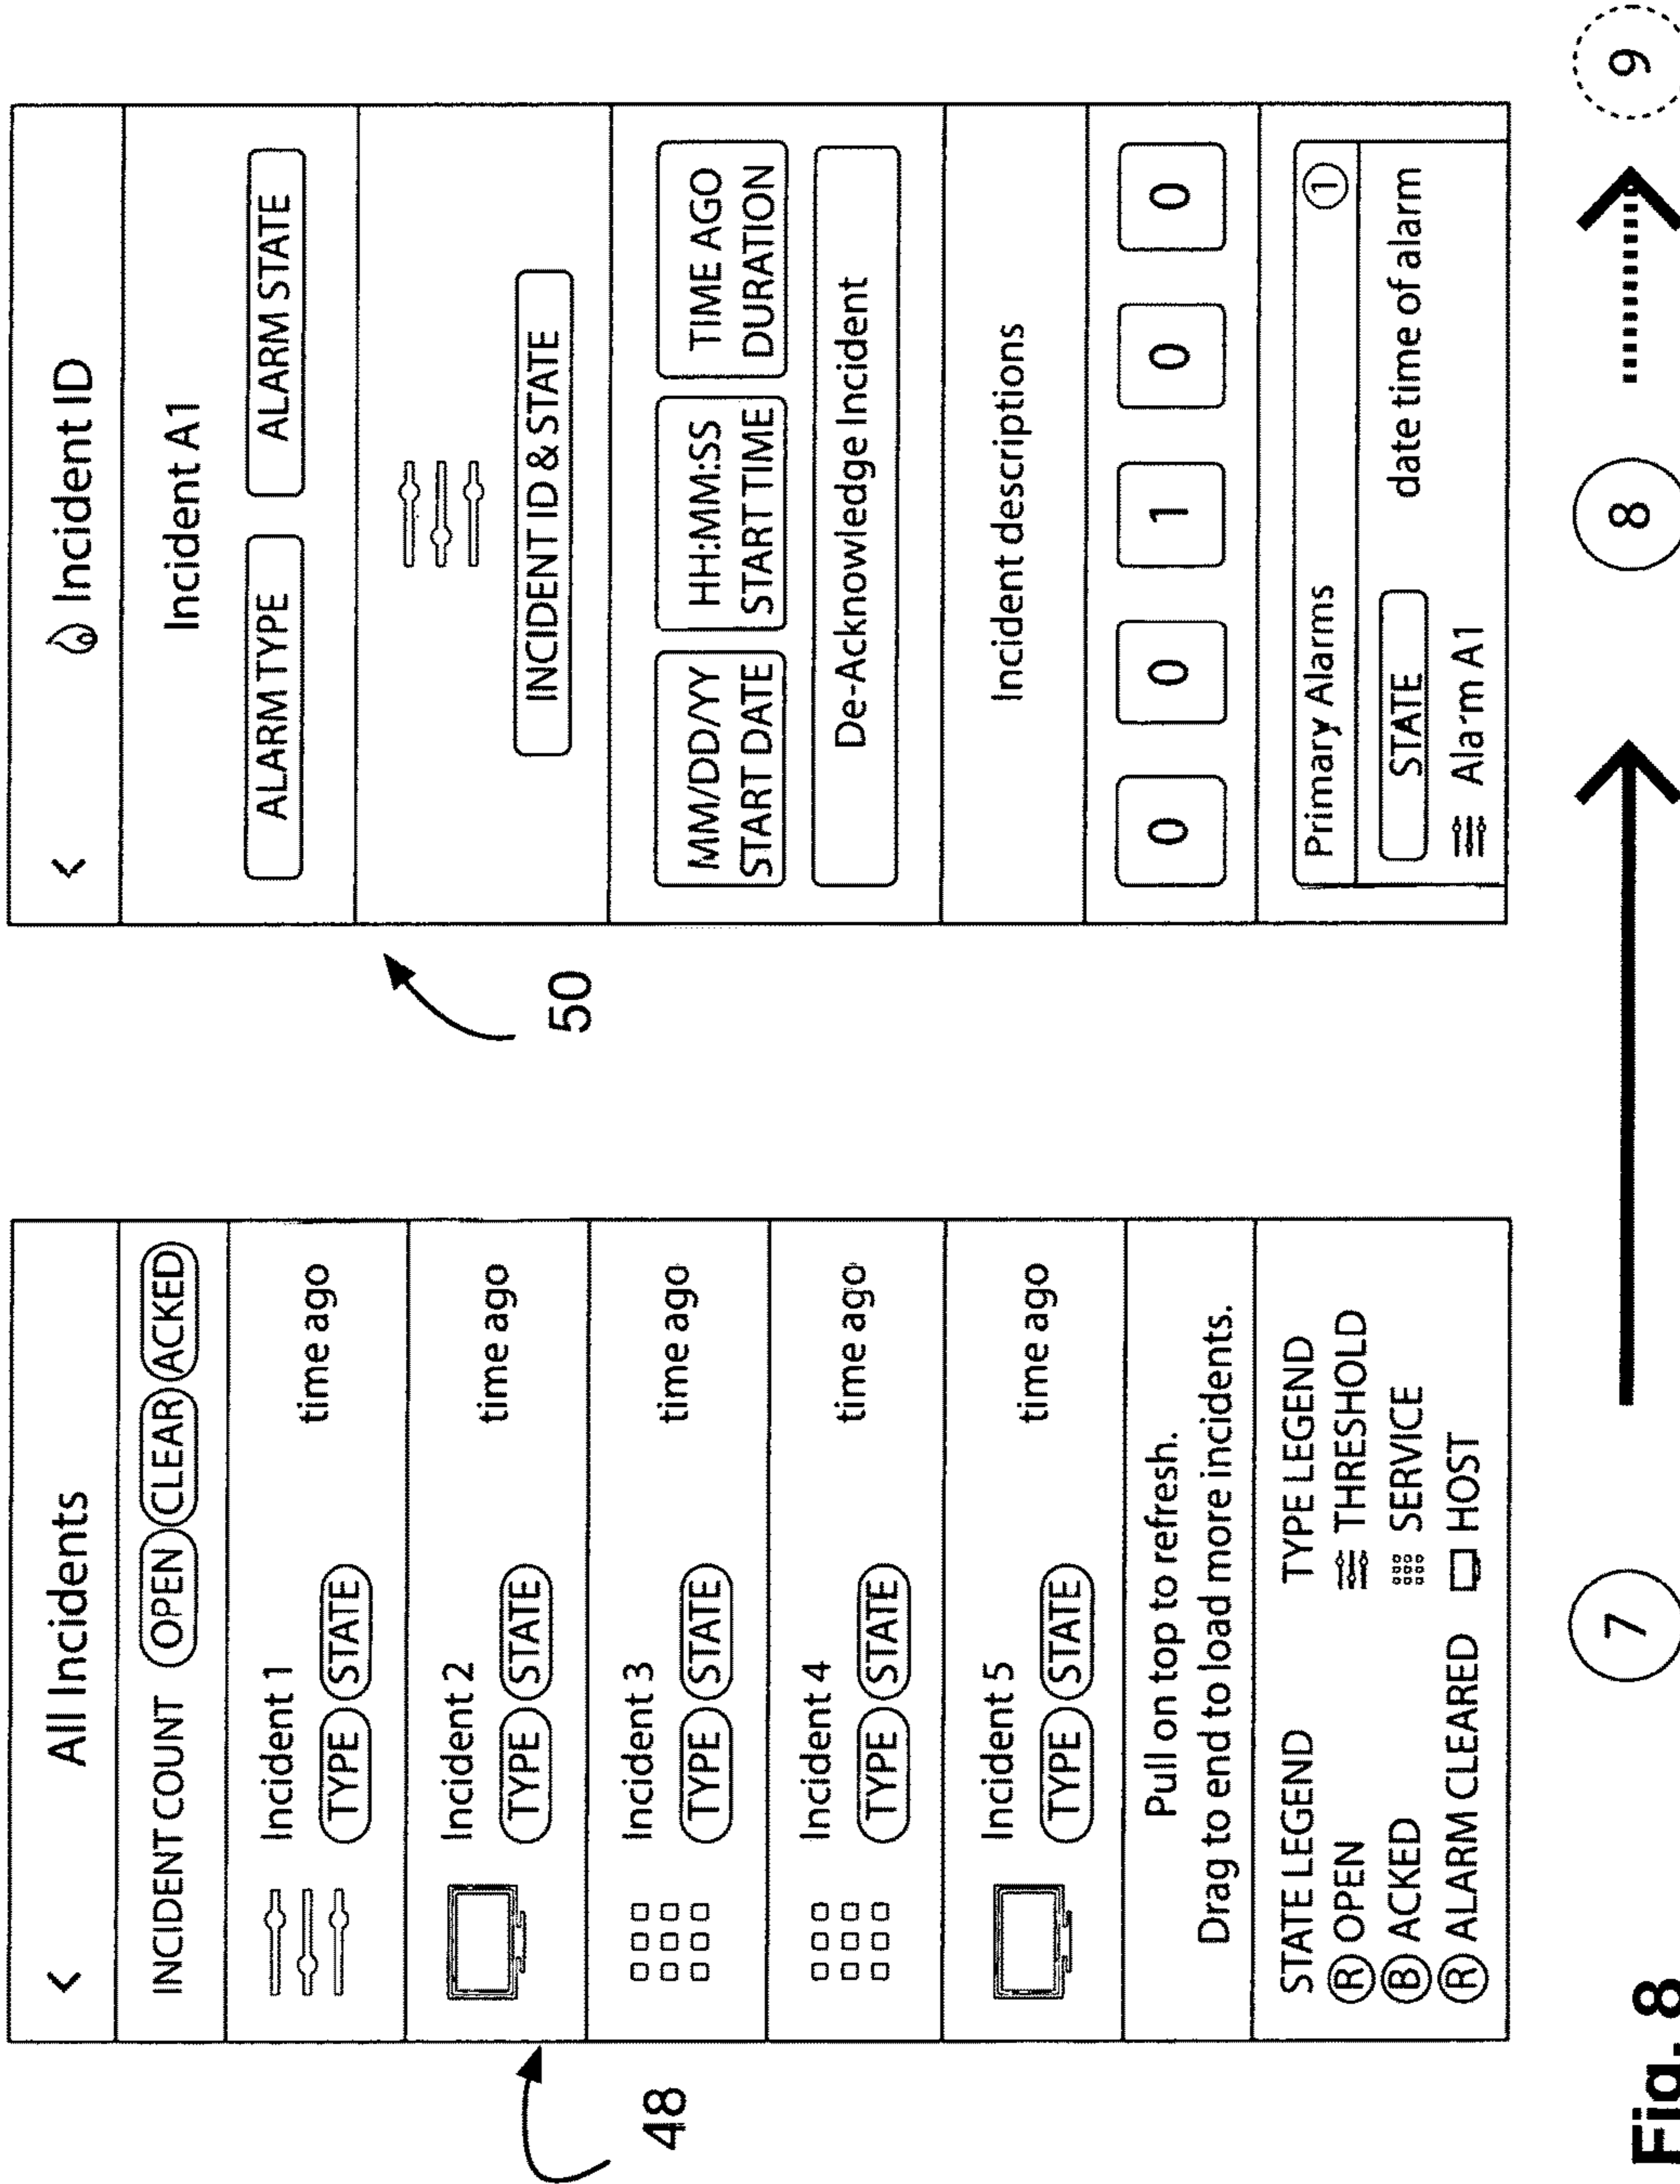 All Incidents
INCIDENT COUNT OPEN CLEAR ACKED
Incident 1
TYPE STATE time ago
Incident 2
TYPE STATE time ago
Incident 3
TYPE STATE time ago
Incident 4
TYPE STATE time ago
Incident 5
TYPE STATE time ago
Pull on top to refresh.
Drag to end to load more incidents.
STATE LEGEND TYPE LEGEND
R OPEN THRESHOLD
B ACKED SERVICE
R ALARM CLEARED HOST
48
Incident ID
Incident A1
ALARM TYPE ALARM STATE
INCIDENT ID & STATE
MM/DD/YY HH:MM:SS TIME AGO
START DATE START TIME DURATION
De-Acknowledge Incident
Incident descriptions
0 0 1 0 0
Primary Alarms 1
STATE date time of alarm
Alarm A1
50
7 8 9
Fig. 8